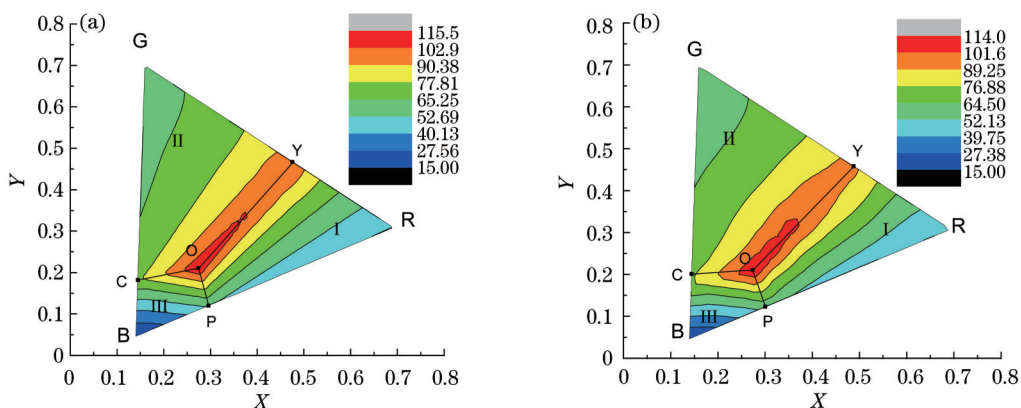 (a)
0.8
0.7
0.6
0.5
0.4
0.3
0.2
0.1
0
Y
G
II
Y
R
I
O
C
III
P
B
115.5
102.9
90.38
77.81
65.25
52.69
40.13
27.56
15.00
0 0.1 0.2 0.3 0.4 0.5 0.6 0.7 0.8
X
(b)
0.8
0.7
0.6
0.5
0.4
0.3
0.2
0.1
0
Y
G
II
Y
R
I
O
C
III
P
B
114.0
101.6
89.25
76.88
64.50
52.13
39.75
27.38
15.00
0 0.1 0.2 0.3 0.4 0.5 0.6 0.7 0.8
X